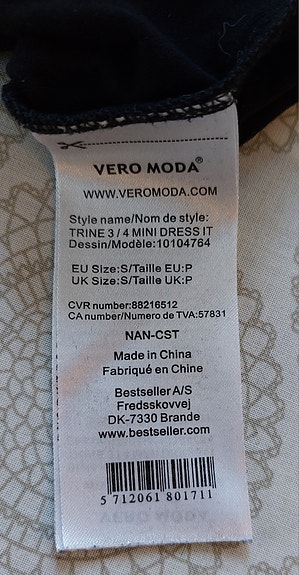 VERO MODA®
WWW.VEROMODA.COM
Style name/Nom de style:
TRINE 3 / 4 MINI DRESS IT
Dessin/Modèle:10104764
EU Size:S/Taille EU:P
UK Size:S/Taille UK:P
CVR number:88216512
CA number/Numero de TVA:57831
NAN-CST
Made in China
Fabriqué en Chine
Bestseller A/S
Fredsskovvej
DK-7330 Brande
www.bestseller.com
5 712061 801711
VERO MODA